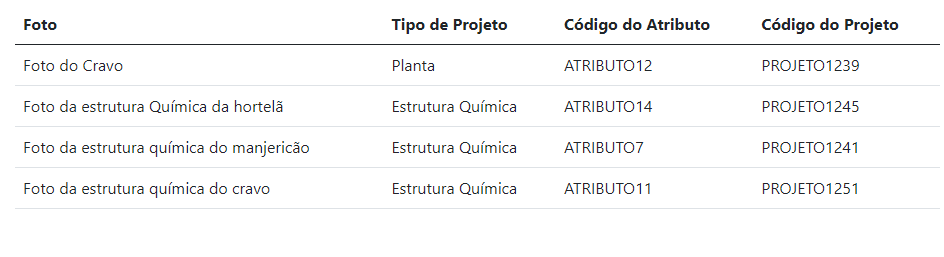 Foto Tipo de Projeto Código do Atributo Código do Projeto
Foto do Cravo Planta ATRIBUTO12 PROJETO1239
Foto da estrutura Química da hortelã Estrutura Química ATRIBUTO14 PROJETO1245
Foto da estrutura química do manjericão Estrutura Química ATRIBUTO7 PROJETO1241
Foto da estrutura química do cravo Estrutura Química ATRIBUTO11 PROJETO1251